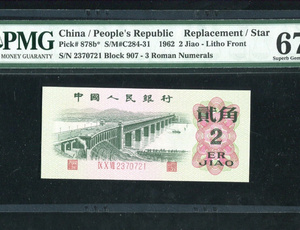 PMG
MONEY GUARANTY
China / People's Republic Replacement / Star
Pick# 878b* S/M#C284-31 1962 2 Jiao - Litho Front
S/N 2370721 Block 907 - 3 Roman Numerals
67
Superb Gem
中國人民銀行
貳角
2
ER
JIAO
IX X VII 2370721